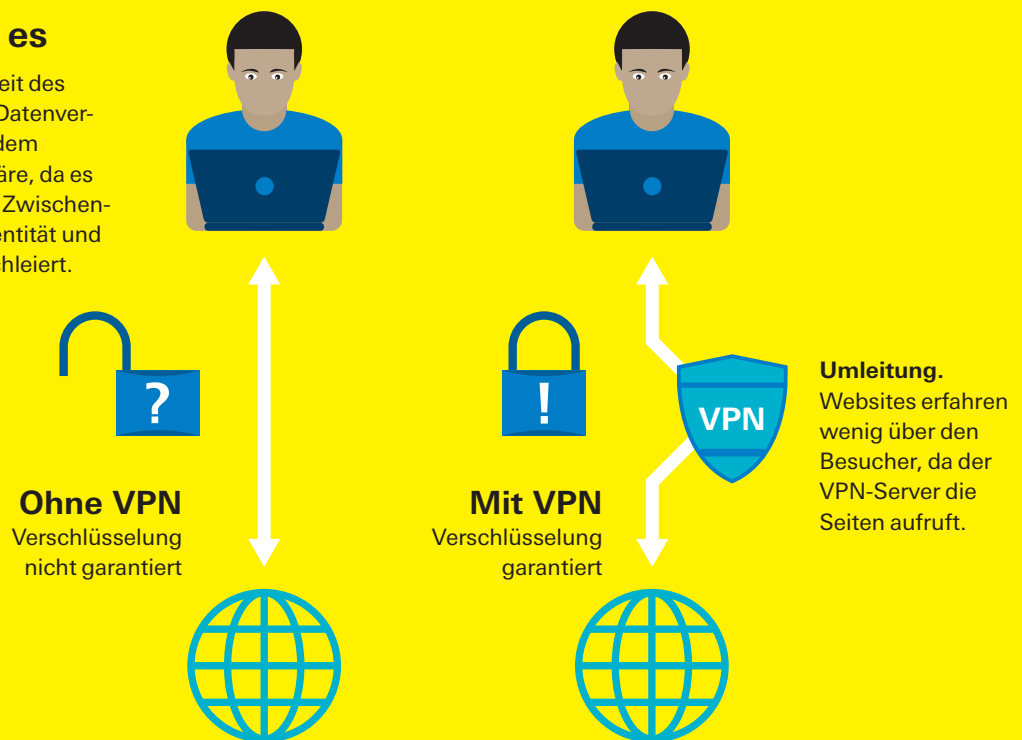 es
eit des
Datenver-
dem
äre, da es
Zwischen-
entität und
chleiert.
?
Ohne VPN
Verschlüsselung
nicht garantiert
!
Mit VPN
Verschlüsselung
garantiert
VPN
Umleitung.
Websites erfahren
wenig über den
Besucher, da der
VPN-Server die
Seiten aufruft.